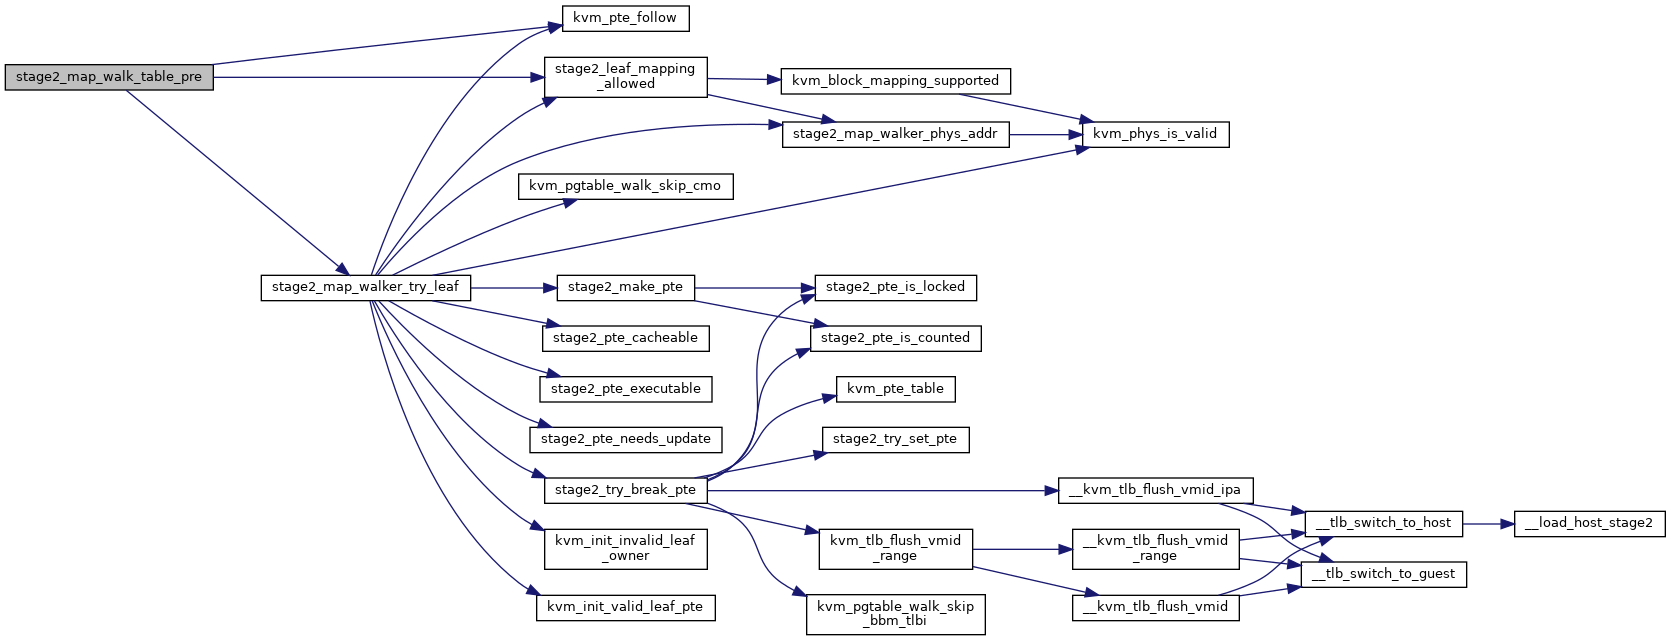 kvm_pte_follow
stage2_map_walk_table_pre
stage2_leaf_mapping
_allowed
kvm_block_mapping_supported
stage2_map_walker_phys_addr
kvm_phys_is_valid
kvm_pgtable_walk_skip_cmo
stage2_map_walker_try_leaf
stage2_make_pte
stage2_pte_is_locked
stage2_pte_cacheable
stage2_pte_is_counted
stage2_pte_executable
kvm_pte_table
stage2_pte_needs_update
stage2_try_set_pte
stage2_try_break_pte
__kvm_tlb_flush_vmid_ipa
__tlb_switch_to_host
__load_host_stage2
kvm_init_invalid_leaf
_owner
kvm_tlb_flush_vmid
_range
__kvm_tlb_flush_vmid
_range
__tlb_switch_to_guest
kvm_init_valid_leaf_pte
kvm_pgtable_walk_skip
_bbm_tlbi
__kvm_tlb_flush_vmid